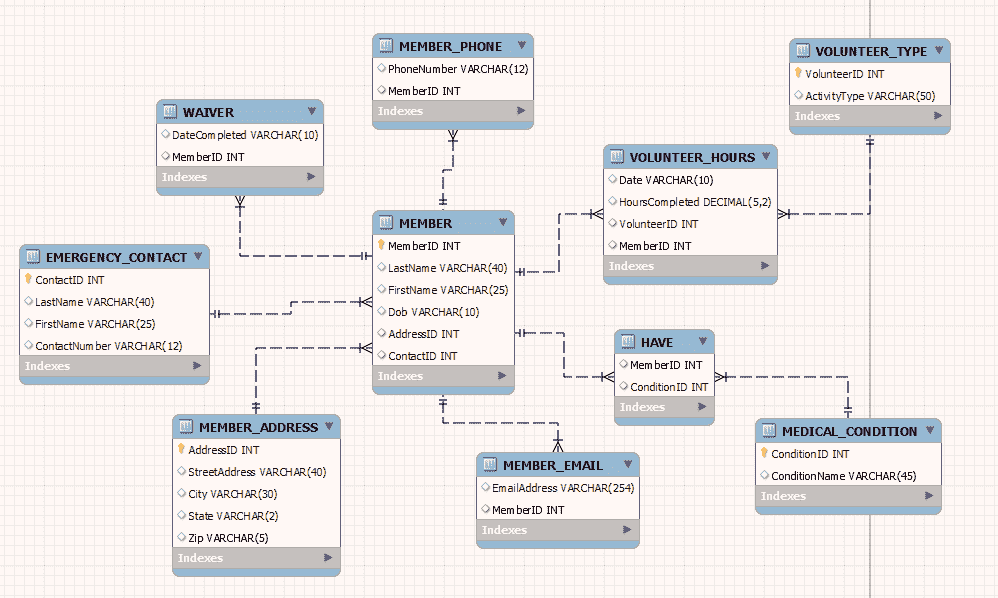 MEMBER_PHONE
PhoneNumber VARCHAR(12)
MemberID INT
Indexes
VOLUNTEER_TYPE
VolunteerID INT
ActivityType VARCHAR(50)
Indexes
WAIVER
DateCompleted VARCHAR(10)
MemberID INT
Indexes
VOLUNTEER_HOURS
Date VARCHAR(10)
HoursCompleted DECIMAL(5,2)
VolunteerID INT
MemberID INT
Indexes
MEMBER
MemberID INT
LastName VARCHAR(40)
FirstName VARCHAR(25)
Dob VARCHAR(10)
AddressID INT
ContactID INT
Indexes
EMERGENCY_CONTACT
ContactID INT
LastName VARCHAR(40)
FirstName VARCHAR(25)
ContactNumber VARCHAR(12)
Indexes
HAVE
MemberID INT
ConditionID INT
Indexes
MEMBER_ADDRESS
AddressID INT
StreetAddress VARCHAR(40)
City VARCHAR(30)
State VARCHAR(2)
Zip VARCHAR(5)
Indexes
MEMBER_EMAIL
EmailAddress VARCHAR(254)
MemberID INT
Indexes
MEDICAL_CONDITION
ConditionID INT
ConditionName VARCHAR(45)
Indexes